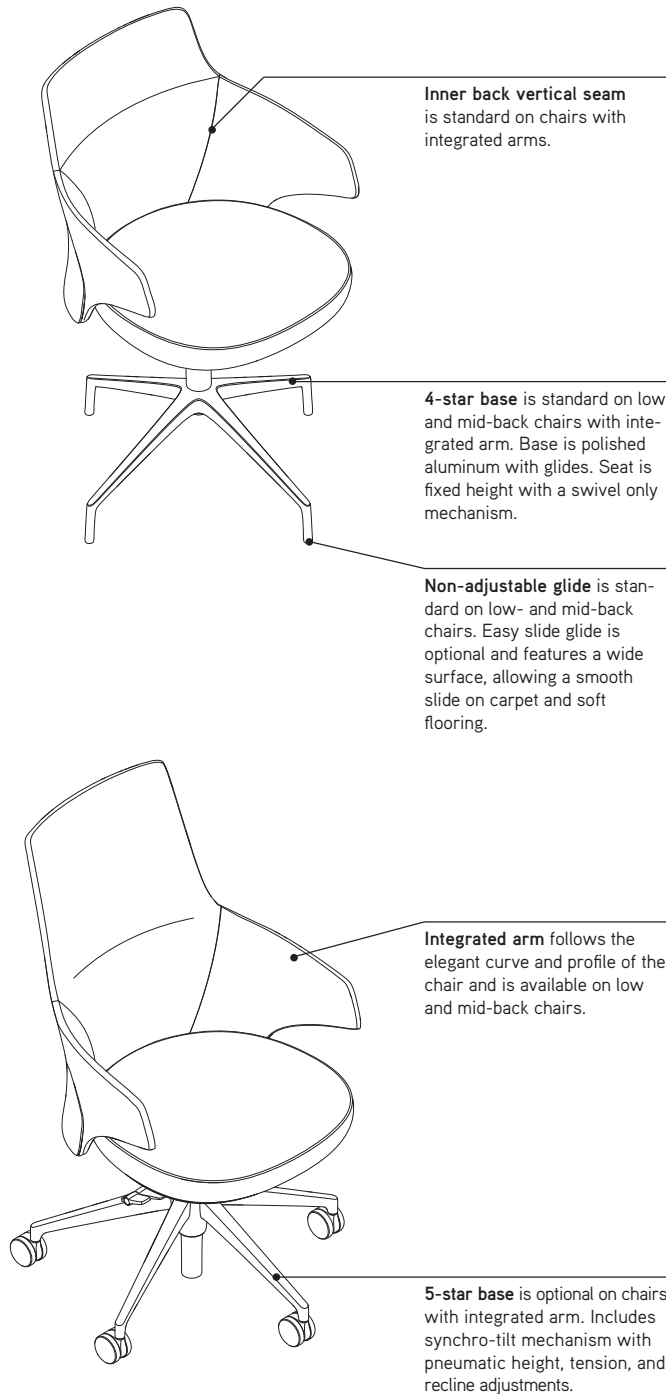 Inner back vertical seam
is standard on chairs with
integrated arms.
4-star base is standard on low
and mid-back chairs with inte-
grated arm. Base is polished
aluminum with glides. Seat is
fixed height with a swivel only
mechanism.
Non-adjustable glide is stan-
dard on low- and mid-back
chairs. Easy slide glide is
optional and features a wide
surface, allowing a smooth
slide on carpet and soft
flooring.
Integrated arm follows the
elegant curve and profile of the
chair and is available on low
and mid-back chairs.
5-star base is optional on chairs
with integrated arm. Includes
synchro-tilt mechanism with
pneumatic height, tension, and
recline adjustments.